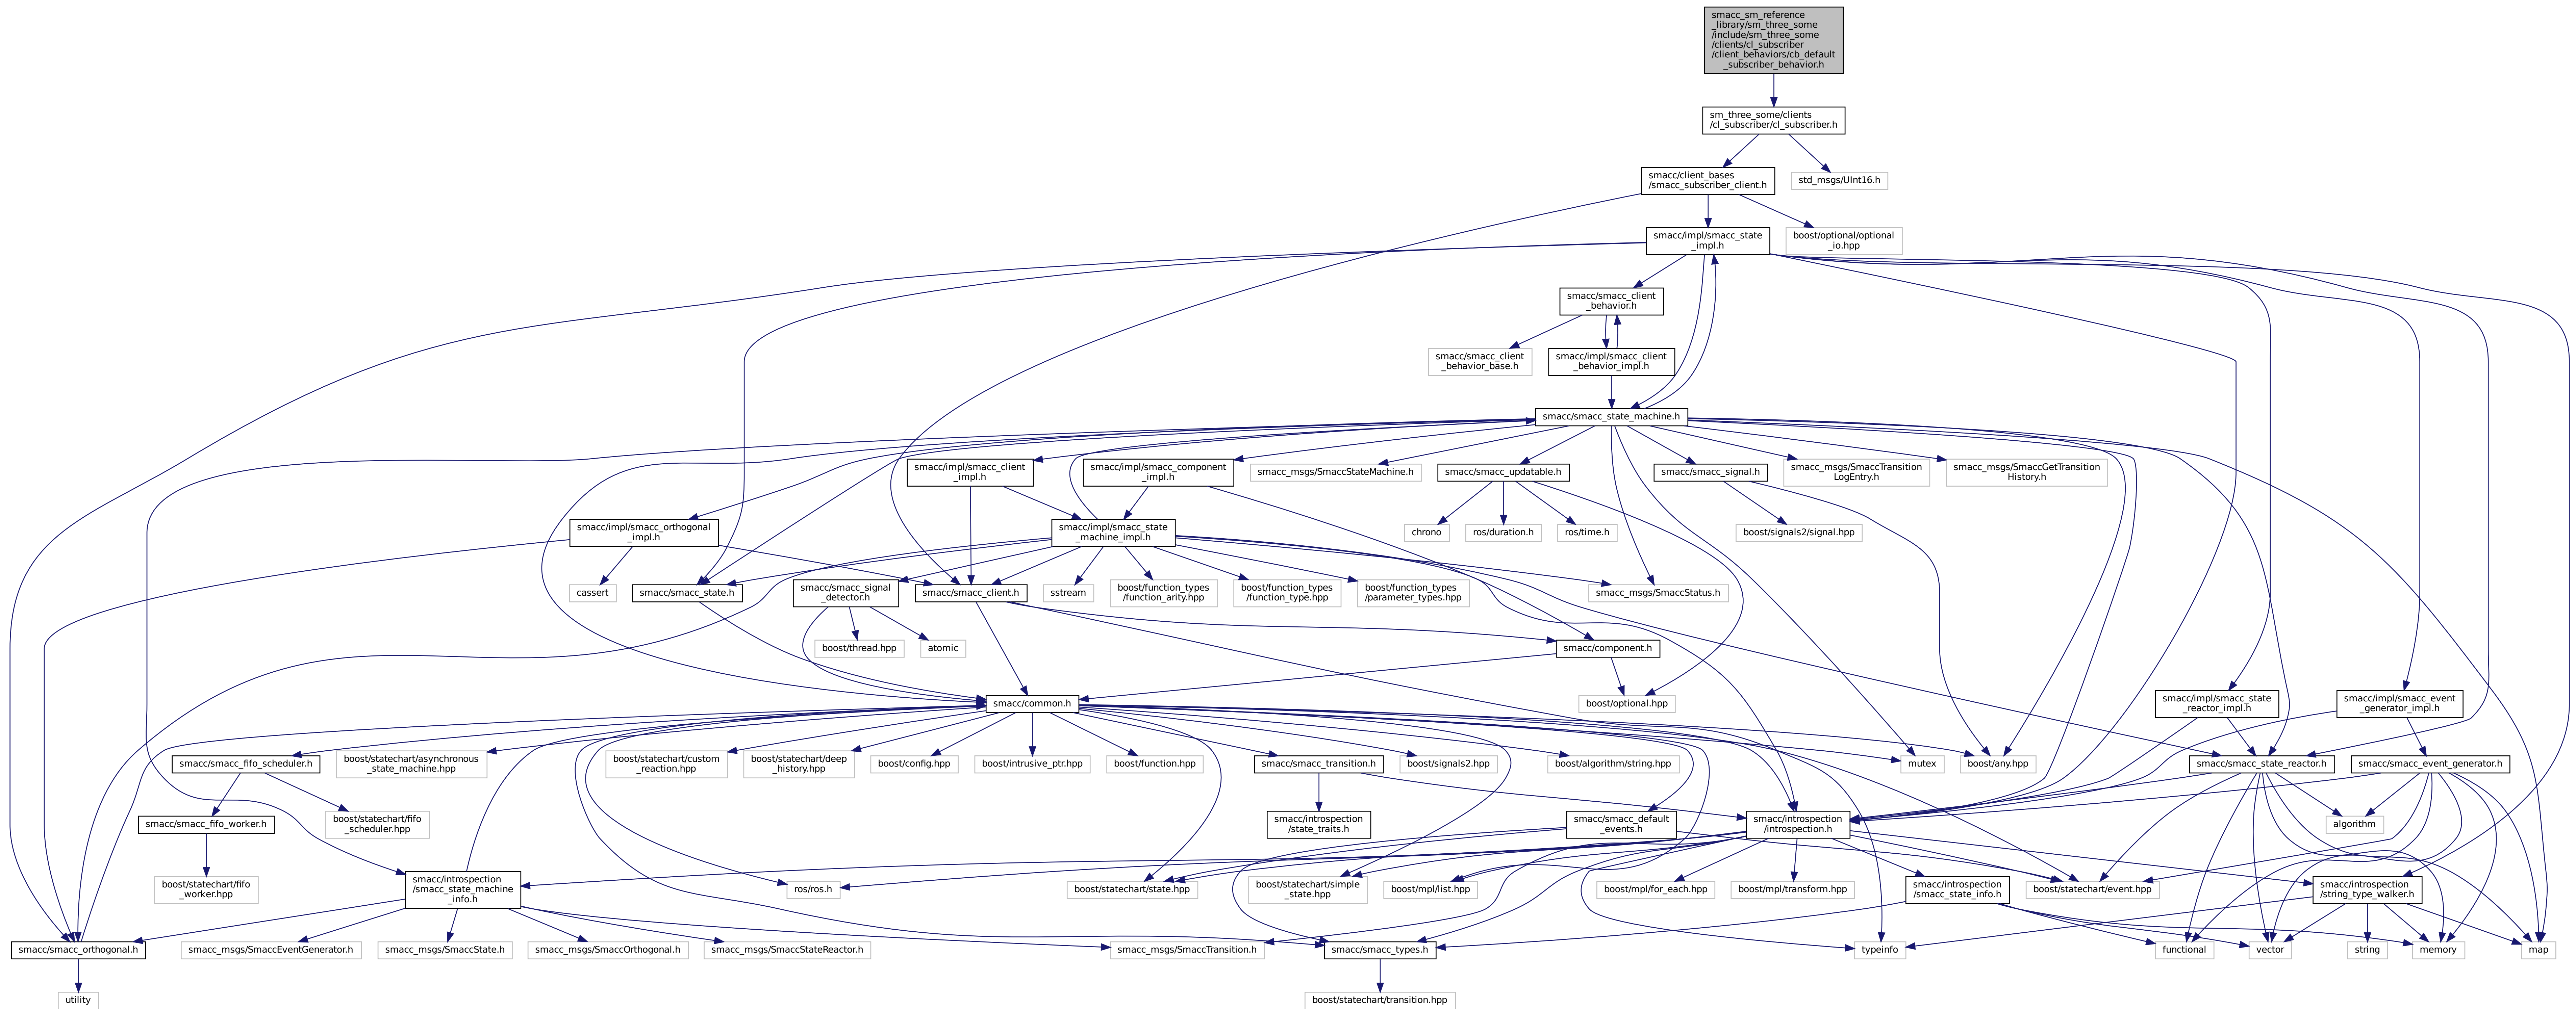 smacc_sm_reference
_library/sm_three_some
/include/sm_three_some
/clients/cl_subscriber
/client_behaviors/cb_default
_subscriber_behavior.h
sm_three_some/clients
/cl_subscriber/cl_subscriber.h
smacc/client_bases
/smacc_subscriber_client.h
std_msgs/UInt16.h
smacc/impl/smacc_state
_impl.h
boost/optional/optional
_io.hpp
smacc/smacc_client
_behavior.h
smacc/smacc_client
_behavior_base.h
smacc/impl/smacc_client
_behavior_impl.h
smacc/smacc_state_machine.h
smacc/impl/smacc_client
_impl.h
smacc/impl/smacc_component
_impl.h
smacc_msgs/SmaccStateMachine.h
smacc/smacc_updatable.h
smacc/smacc_signal.h
smacc_msgs/SmaccTransition
LogEntry.h
smacc_msgs/SmaccGetTransition
History.h
smacc/impl/smacc_orthogonal
_impl.h
smacc/impl/smacc_state
_machine_impl.h
chrono
ros/duration.h
ros/time.h
boost/signals2/signal.hpp
cassert
smacc/smacc_state.h
smacc/smacc_signal
_detector.h
smacc/smacc_client.h
sstream
boost/function_types
/function_arity.hpp
boost/function_types
/function_type.hpp
boost/function_types
/parameter_types.hpp
smacc_msgs/SmaccStatus.h
boost/thread.hpp
atomic
smacc/component.h
smacc/common.h
boost/optional.hpp
smacc/impl/smacc_state
_reactor_impl.h
smacc/impl/smacc_event
_generator_impl.h
smacc/smacc_fifo_scheduler.h
boost/statechart/asynchronous
_state_machine.hpp
boost/statechart/custom
_reaction.hpp
boost/statechart/deep
_history.hpp
boost/config.hpp
boost/intrusive_ptr.hpp
boost/function.hpp
smacc/smacc_transition.h
boost/signals2.hpp
boost/algorithm/string.hpp
mutex
boost/any.hpp
smacc/smacc_state_reactor.h
smacc/smacc_event_generator.h
smacc/smacc_fifo_worker.h
boost/statechart/fifo
_scheduler.hpp
smacc/introspection
/state_traits.h
smacc/smacc_default
_events.h
smacc/introspection
/introspection.h
algorithm
boost/statechart/fifo
_worker.hpp
smacc/introspection
/smacc_state_machine
_info.h
ros/ros.h
boost/statechart/state.hpp
boost/statechart/simple
_state.hpp
boost/mpl/list.hpp
boost/mpl/for_each.hpp
boost/mpl/transform.hpp
smacc/introspection
/smacc_state_info.h
boost/statechart/event.hpp
smacc/introspection
/string_type_walker.h
smacc/smacc_orthogonal.h
smacc_msgs/SmaccEventGenerator.h
smacc_msgs/SmaccState.h
smacc_msgs/SmaccOrthogonal.h
smacc_msgs/SmaccStateReactor.h
smacc_msgs/SmaccTransition.h
smacc/smacc_types.h
typeinfo
functional
vector
string
memory
map
utility
boost/statechart/transition.hpp